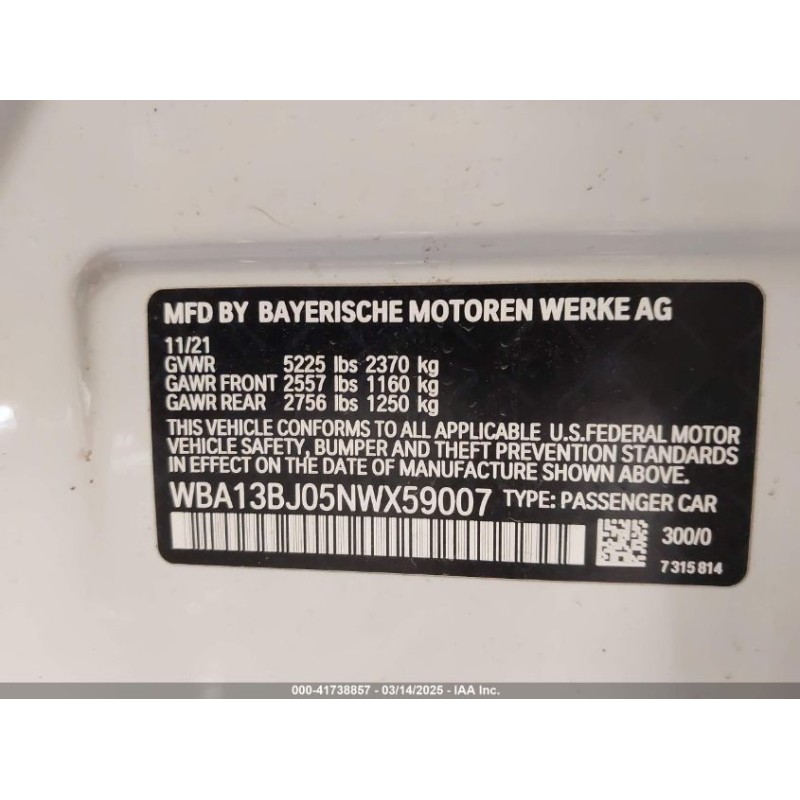 MFD BY BAYERISCHE MOTOREN WERKE AG
11/21
GVWR 5225 lbs 2370 kg
GAWR FRONT 2557 lbs 1160 kg
GAWR REAR 2756 lbs 1250 kg
THIS VEHICLE CONFORMS TO ALL APPLICABLE U.S.FEDERAL MOTOR
VEHICLE SAFETY, BUMPER AND THEFT PREVENTION STANDARDS
IN EFFECT ON THE DATE OF MANUFACTURE SHOWN ABOVE.
WBA13BJ05NWX59007 TYPE: PASSENGER CAR
300/0
7315814
000-41738857 - 03/14/2025 - IAA Inc.